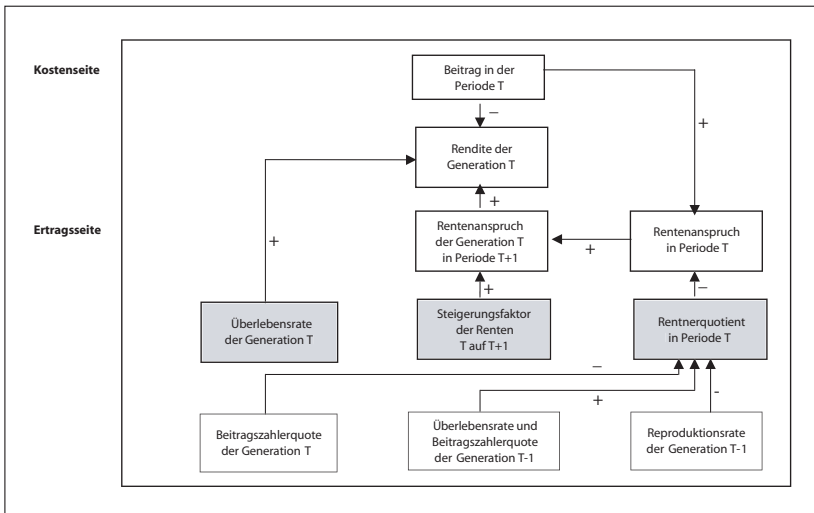 Kostenseite
Beitrag in der
Periode T
–
+
Rendite der
Generation T
+
Ertragsseite
Rentenanspruch
der Generation T
in Periode T+1
Rentenanspruch
in Periode T
+
+
+
–
Überlebensrate
der Generation T
Steigerungsfaktor
der Renten
T auf T+1
Rentnerquotient
in Periode T
–
+
-
Beitragszahlerquote
der Generation T
Überlebensrate und
Beitragszahlerquote
der Generation T-1
Reproduktionsrate
der Generation T-1